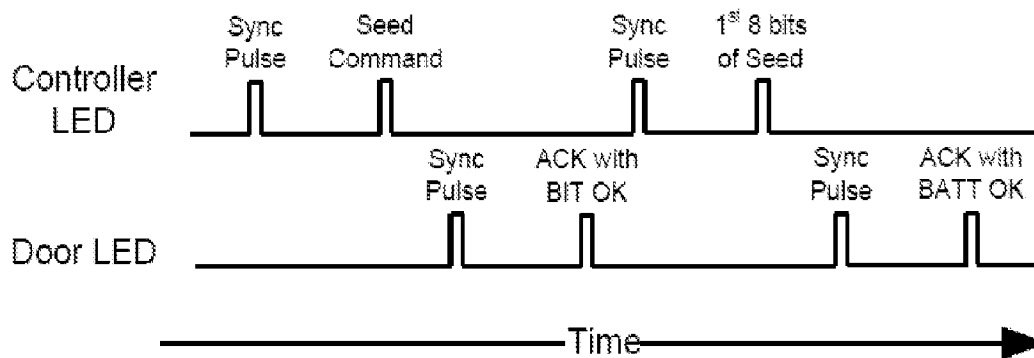 Sync
Pulse
Seed
Command
Sync
Pulse
1st 8 bits
of Seed
Controller
LED
Sync
Pulse
ACK with
BIT OK
Sync
Pulse
ACK with
BATT OK
Door LED
Time